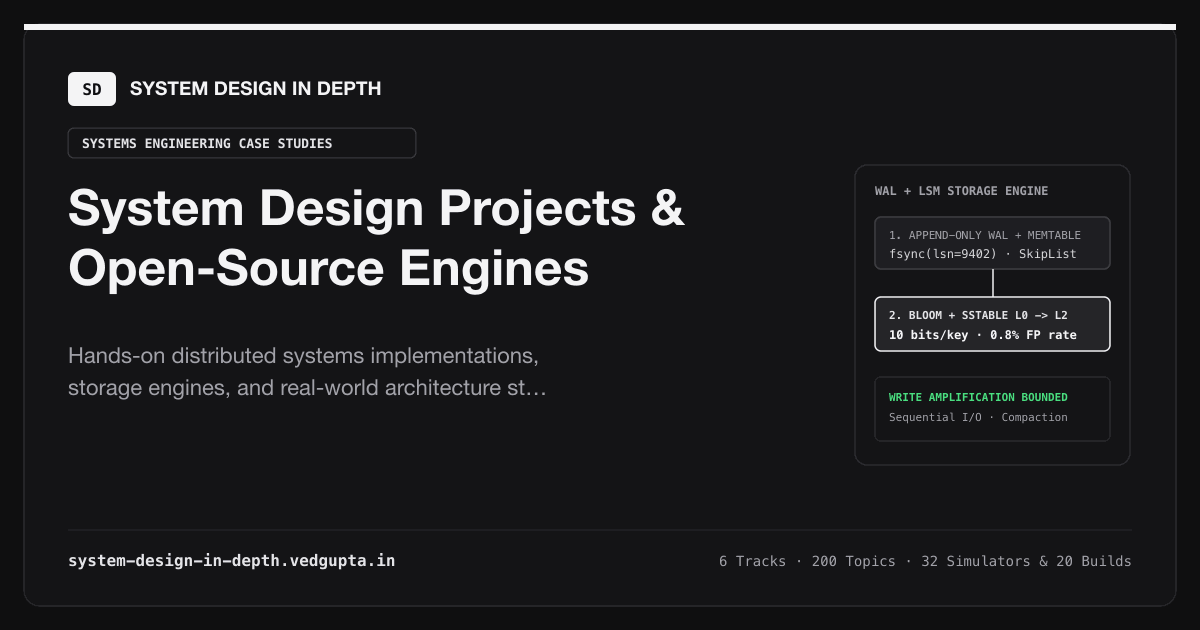 SD
SYSTEM DESIGN IN DEPTH
SYSTEMS ENGINEERING CASE STUDIES
System Design Projects &
Open-Source Engines
Hands-on distributed systems implementations,
storage engines, and real-world architecture st…
WAL + LSM STORAGE ENGINE
1. APPEND-ONLY WAL + MEMTABLE
fsync(lsn=9402) · SkipList
2. BLOOM + SSTABLE L0 -> L2
10 bits/key · 0.8% FP rate
WRITE AMPLIFICATION BOUNDED
Sequential I/O · Compaction
system-design-in-depth.vedgupta.in
6 Tracks · 200 Topics · 32 Simulators & 20 Builds